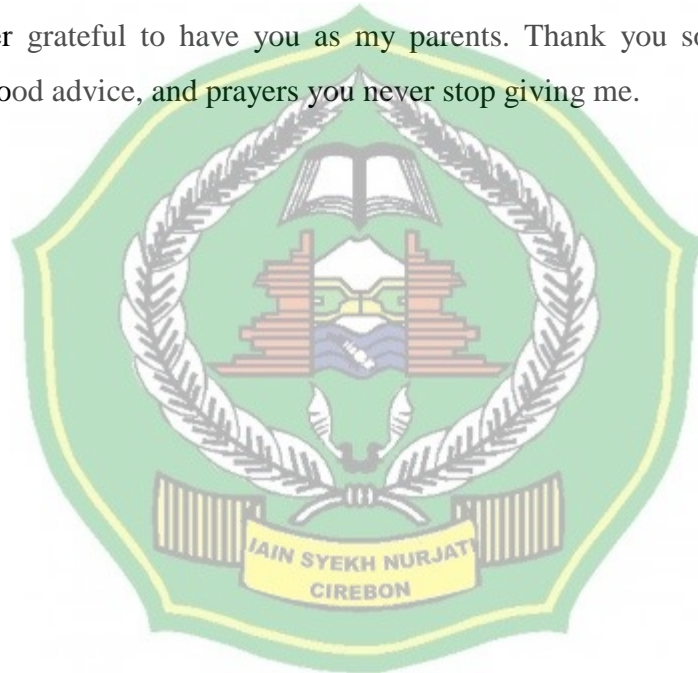 er grateful to have you as my parents. Thank you so
ood advice, and prayers you never stop giving me.
IAIN SYEKH NURJATI
CIREBON